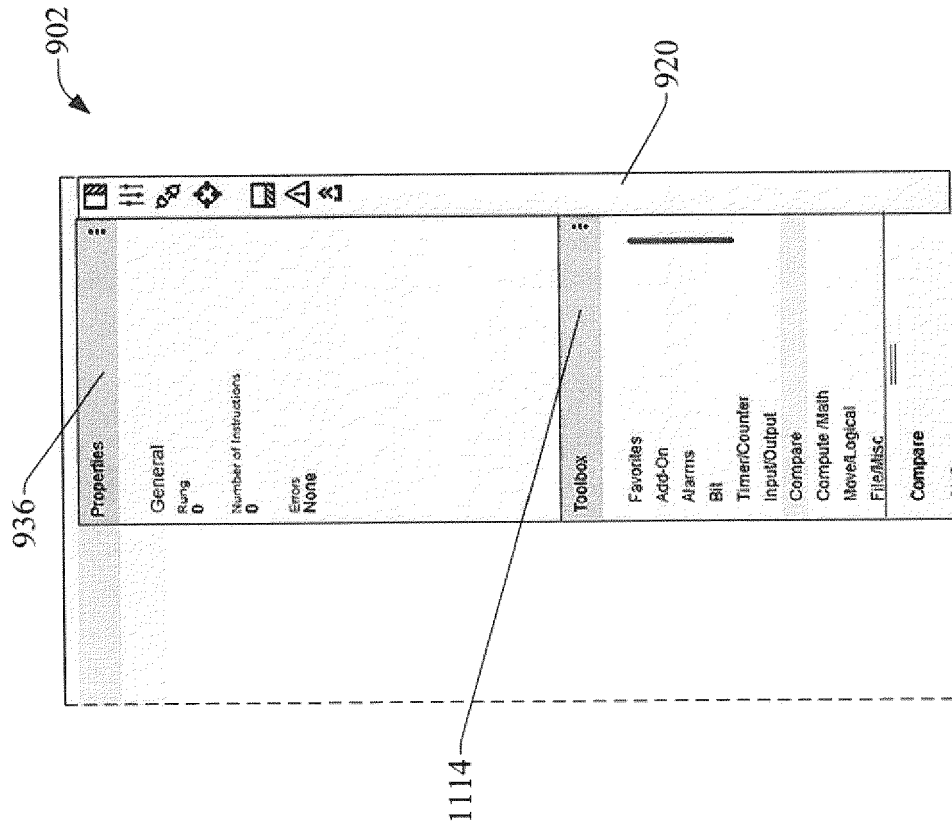 902
936
Properties
General
Rung
0
Number of Instructions
0
Errors
None
920
1114
Toolbox
Favorites
Add-On
Alarms
Bit
Timer/Counter
Input/Output
Compare
Compute /Math
Move/Logical
File/Misc
Compare